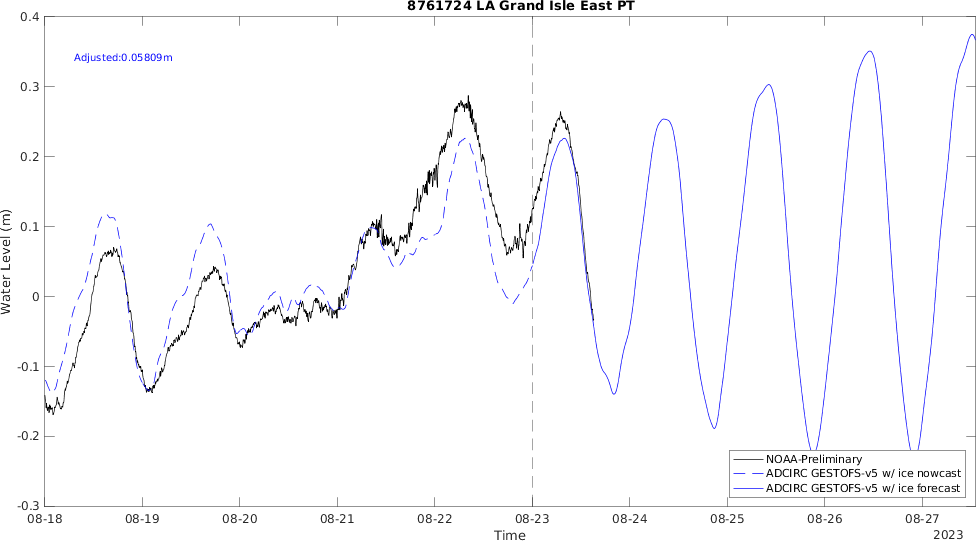 8761724 LA Grand Isle East PT
Adjusted:0.05809m
Water Level (m)
0.4
0.3
0.2
0.1
0
-0.1
-0.2
-0.3
NOAA-Preliminary
ADCIRC GESTOFS-v5 w/ ice nowcast
ADCIRC GESTOFS-v5 w/ ice forecast
08-18 08-19 08-20 08-21 08-22 08-23 08-24 08-25 08-26 08-27
Time
2023